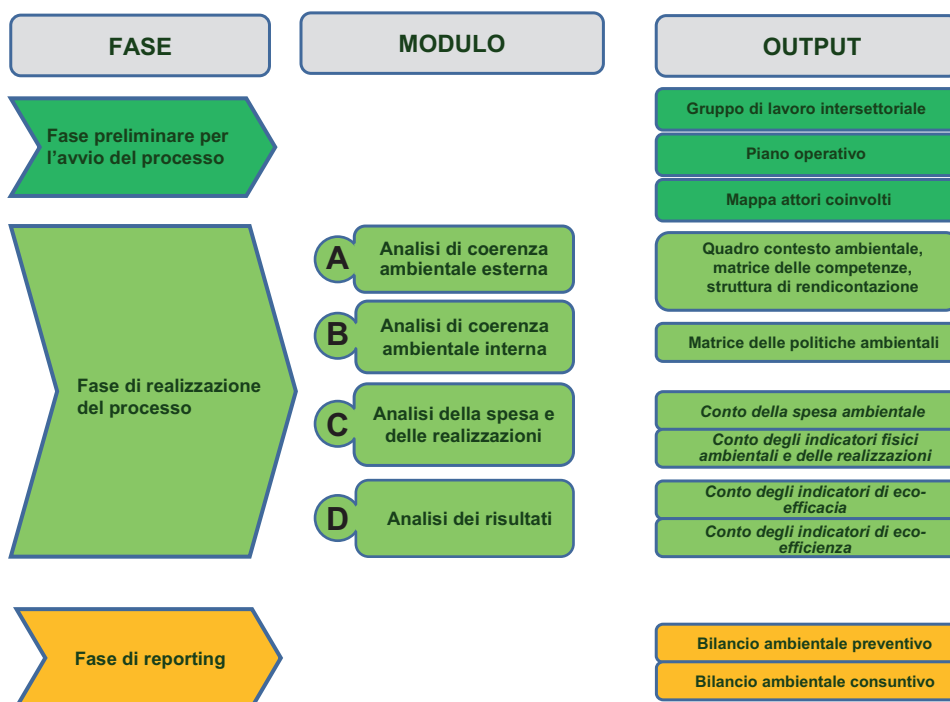 FASE
MODULO
OUTPUT
Fase preliminare per
l'avvio del processo
Gruppo di lavoro intersettoriale
Piano operativo
Mappa attori coinvolti
Fase di realizzazione
del processo
A
Analisi di coerenza
ambientale esterna
Quadro contesto ambientale,
matrice delle competenze,
struttura di rendicontazione
B
Analisi di coerenza
ambientale interna
Matrice delle politiche ambientali
C
Analisi della spesa e
delle realizzazioni
Conto della spesa ambientale
Conto degli indicatori fisici
ambientali e delle realizzazioni
D
Analisi dei risultati
Conto degli indicatori di eco-
efficacia
Conto degli indicatori di eco-
efficienza
Fase di reporting
Bilancio ambientale preventivo
Bilancio ambientale consuntivo